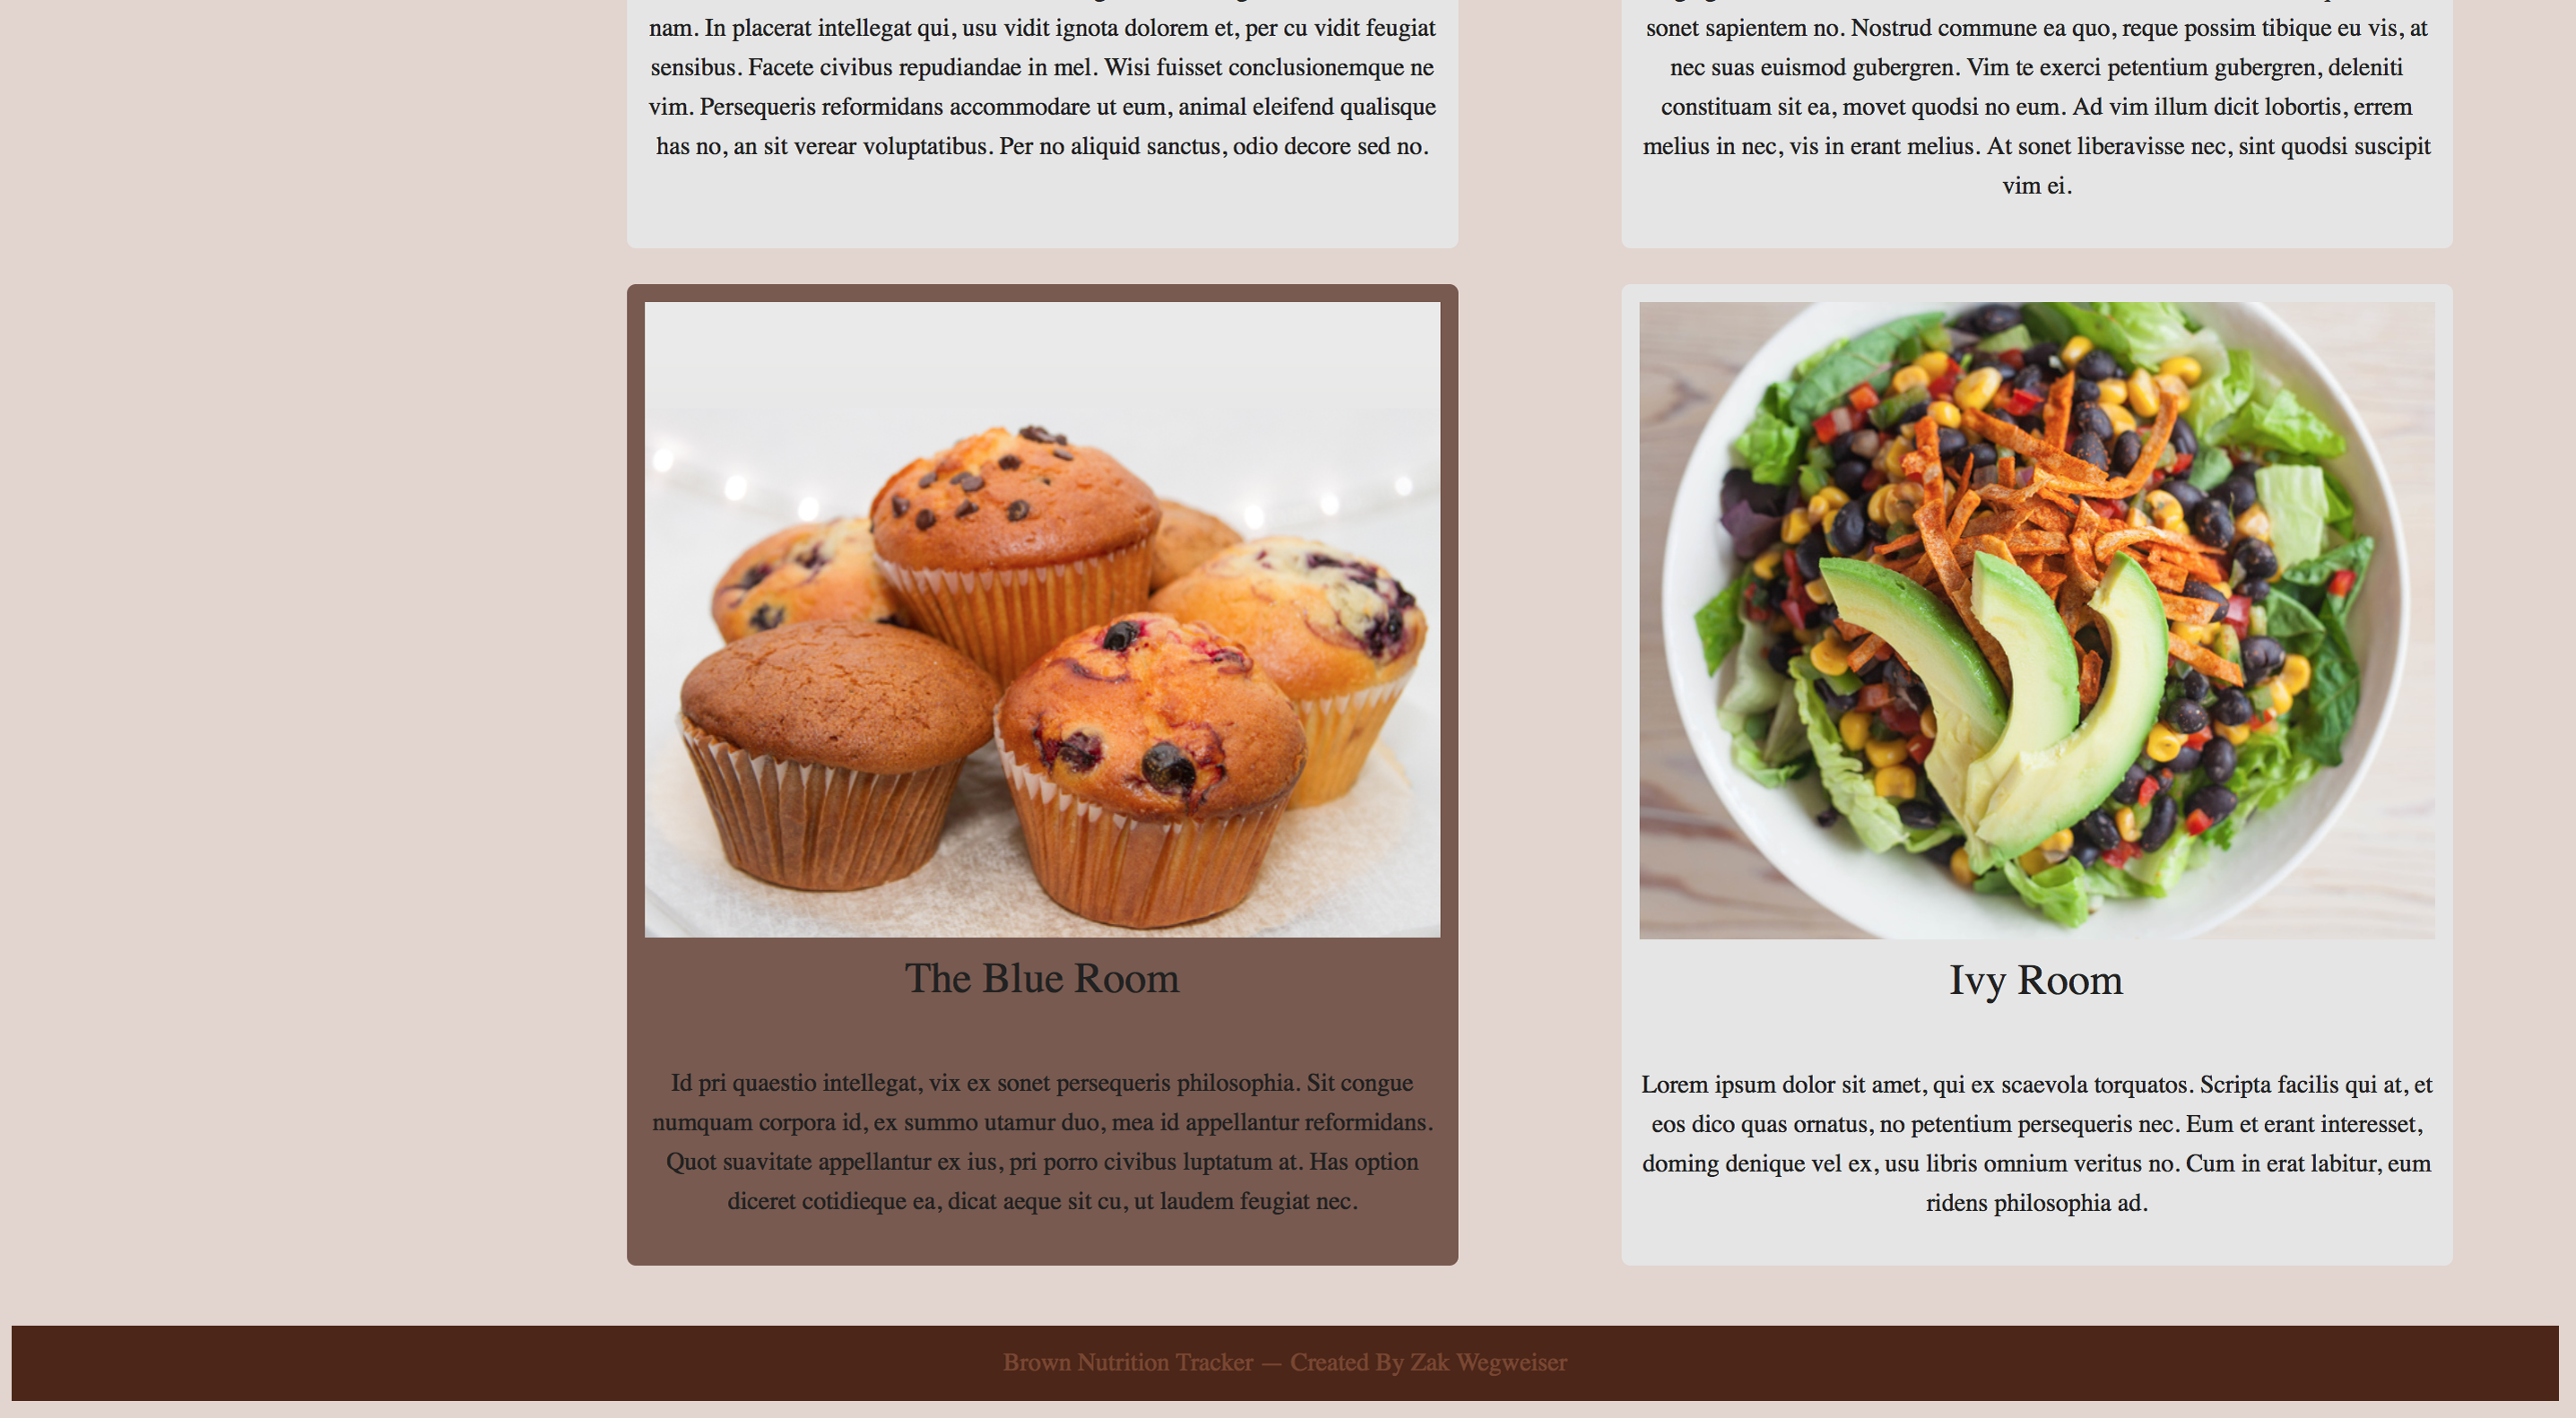 nam. In placerat intellegat qui, usu vidit ignota dolorem et, per cu vidit feugiat
sensibus. Facete civibus repudiandae in mel. Wisi fuisset conclusionemque ne
vim. Persequeris reformidans accommodare ut eum, animal eleifend qualisque
has no, an sit verear voluptatibus. Per no aliquid sanctus, odio decore sed no.
sonet sapientem no. Nostrud commune ea quo, reque possim tibique eu vis, at
nec suas euismod gubergren. Vim te exerci petentium gubergren, deleniti
constituam sit ea, movet quodsi no eum. Ad vim illum dicit lobortis, errem
melius in nec, vis in erant melius. At sonet liberavisse nec, sint quodsi suscipit
vim ei.
The Blue Room
Id pri quaestio intellegat, vix ex sonet persequeris philosophia. Sit congue
numquam corpora id, ex summo utamur duo, mea id appellantur reformidans.
Quot suavitate appellantur ex ius, pri porro civibus luptatum at. Has option
diceret cotidieque ea, dicat aeque sit cu, ut laudem feugiat nec.
Ivy Room
Lorem ipsum dolor sit amet, qui ex scaevola torquatos. Scripta facilis qui at, et
eos dico quas ornatus, no petentium persequeris nec. Eum et erant interesset,
doming denique vel ex, usu libris omnium veritus no. Cum in erat labitur, eum
ridens philosophia ad.
Brown Nutrition Tracker — Created By Zak Wegweiser